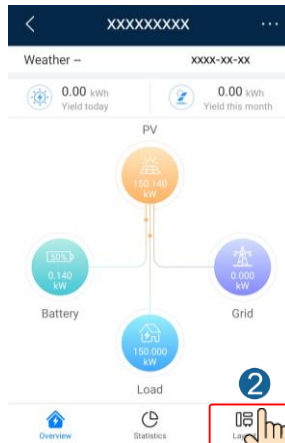 XXXXXXXXX ...
Weather -- XXXX-XX-XX
0.00 kWh
Yield today
0.00 kWh
Yield this month
PV
150.140
kW
50%
0.140
kW
Battery
0.000
kW
Grid
150.000
kW
Load
2
Overview
Statistics